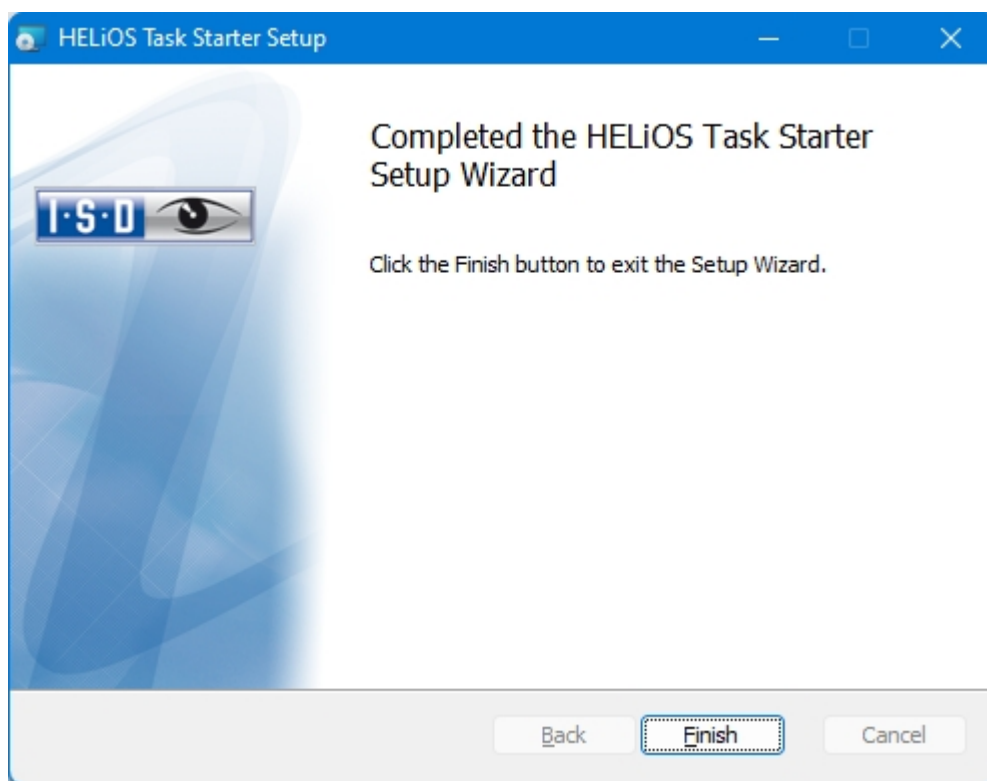 HELiOS Task Starter Setup
Completed the HELiOS Task Starter
Setup Wizard
I·S·D
Click the Finish button to exit the Setup Wizard.
Back Finish Cancel